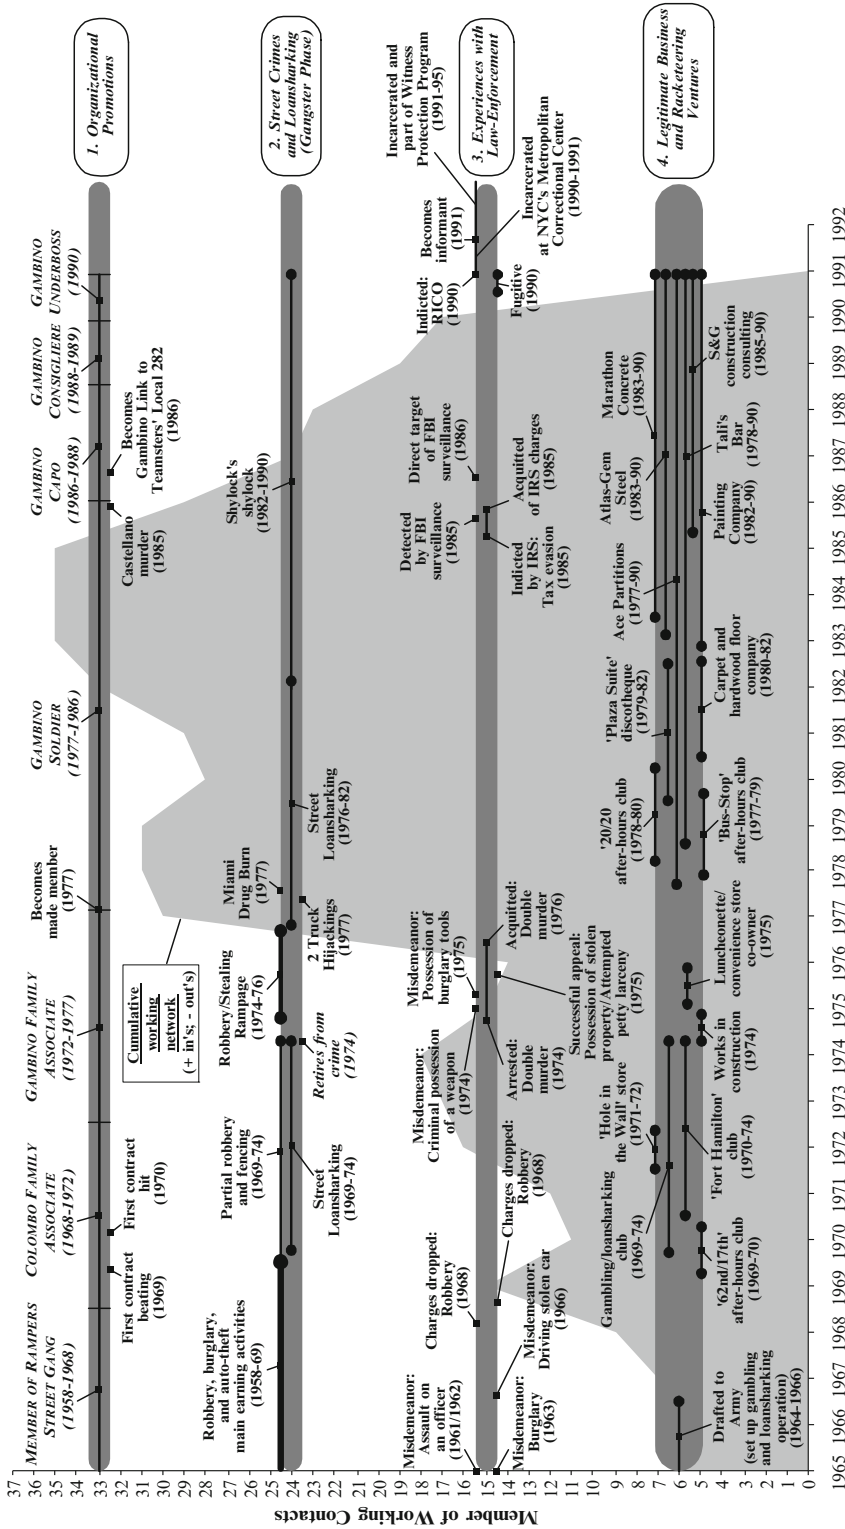 1. Organizational
Promotions
MEMBER OF RAMPERS
STREET GANG
(1958-1968)
COLOMBO FAMILY
ASSOCIATE
(1968-1972)
GAMBINO FAMILY
ASSOCIATE
(1972-1977)
Becomes
made member
(1977)
GAMBINO
SOLDIER
(1977-1986)
GAMBINO
CAPO
(1986-1988)
GAMBINO
CONSIGLIERE
(1988-1989)
GAMBINO
UNDERBOSS
(1990)
First contract
beating
(1969)
First contract
hit
(1970)
Castellano
murder
(1985)
Becomes
Gambino Link to
Teamsters' Local 282
(1986)
Cumulative
working
network
(+ in's; - out's)
2. Street Crimes
and Loansharking
(Gangster Phase)
Robbery, burglary,
and auto-theft
main earning activities
(1958-69)
Partial robbery
and fencing
(1969-74)
Street
Loansharking
(1969-74)
Robbery/Stealing
Rampage
(1974-76)
Retires from
crime
(1974)
Miami
Drug Burn
(1977)
2 Truck
Hijackings
(1977)
Street
Loansharking
(1976-82)
Shylock's
shylock
(1982-1990)
3. Experiences with
Law-Enforcement
Misdemeanor:
Assault on
an officer
(1961/1962)
Misdemeanor:
Burglary
(1963)
Misdemeanor:
Driving stolen car
(1966)
Charges dropped:
Robbery
(1968)
Charges dropped:
Robbery
(1968)
Misdemeanor:
Criminal possession
of a weapon
(1974)
Misdemeanor:
Possession of
burglary tools
(1975)
Arrested:
Double
murder
(1974)
Acquitted:
Double
murder
(1976)
Successful appeal:
Possession of stolen
property/Attempted
petty larceny
(1975)
Detected
by FBI
surveillance
(1985)
Direct target
of FBI
surveillance
(1986)
Indicted
by IRS:
Tax evasion
(1985)
Acquitted
of IRS charges
(1985)
Indicted:
RICO
(1990)
Fugitive
(1990)
Becomes
informant
(1991)
Incarcerated
at NYC's Metropolitan
Correctional Center
(1990-1991)
Incarcerated and
part of Witness
Protection Program
(1991-95)
4. Legitimate Business
and Racketeering
Ventures
Drafted to
Army
(set up gambling
and loansharking
operation)
(1964-1966)
Gambling/loansharking
club
(1969-74)
'62nd/17th'
after-hours club
(1969-70)
'Hole in
the Wall' store
(1971-72)
'Fort Hamilton'
club
(1970-74)
Works in
construction
(1974)
Luncheonette/
convenience store
co-owner
(1975)
'20/20
after-hours club
(1978-80)
'Bus-Stop'
after-hours club
(1977-79)
'Plaza Suite'
discotheque
(1979-82)
Carpet and
hardwood floor
company
(1980-82)
Ace Partitions
(1977-90)
Atlas-Gem
Steel
(1983-90)
Marathon
Concrete
(1983-90)
Painting
Company
(1982-90)
Tali's
Bar
(1978-90)
S&G
construction
consulting
(1985-90)
Member of Working Contacts
37
36
35
34
33
32
31
30
29
28
27
26
25
24
23
22
21
20
19
18
17
16
15
14
13
12
11
10
9
8
7
6
5
4
3
2
1
0
1965 1966 1967 1968 1969 1970 1971 1972 1973 1974 1975 1976 1977 1978 1979 1980 1981 1982 1983 1984 1985 1986 1987 1988 1989 1990 1991 1992